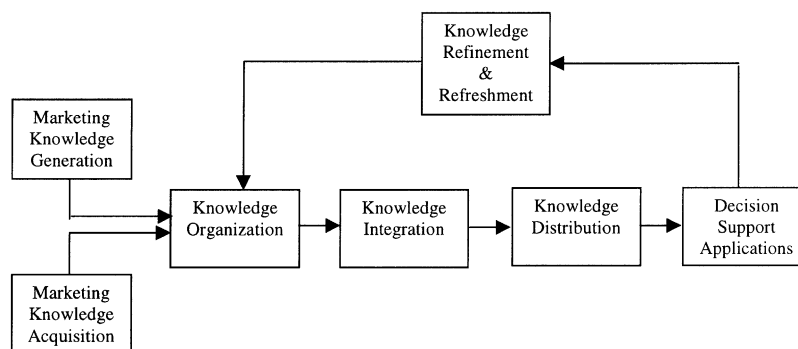 Knowledge
Refinement
&
Refreshment
Marketing
Knowledge
Generation
Knowledge
Organization
Knowledge
Integration
Knowledge
Distribution
Decision
Support
Applications
Marketing
Knowledge
Acquisition